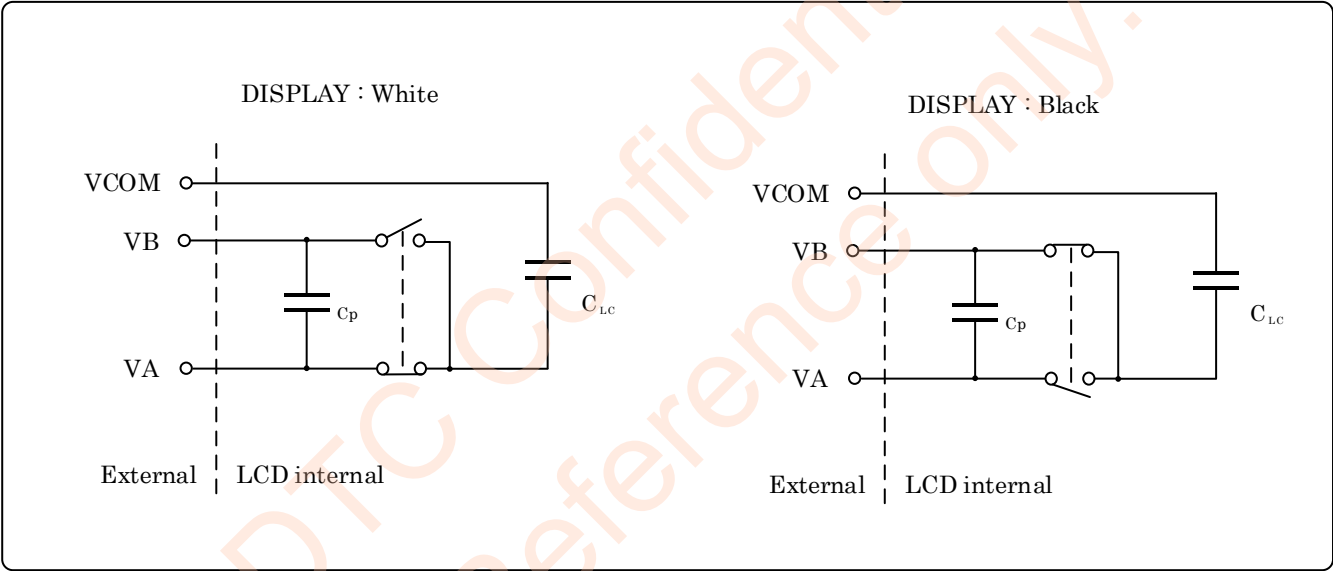 DISPLAY : White
VCOM
VB
VA
Cp
CLC
External
LCD internal
DISPLAY : Black
VCOM
VB
VA
Cp
CLC
External
LCD internal
DTC Confident
Reference only.